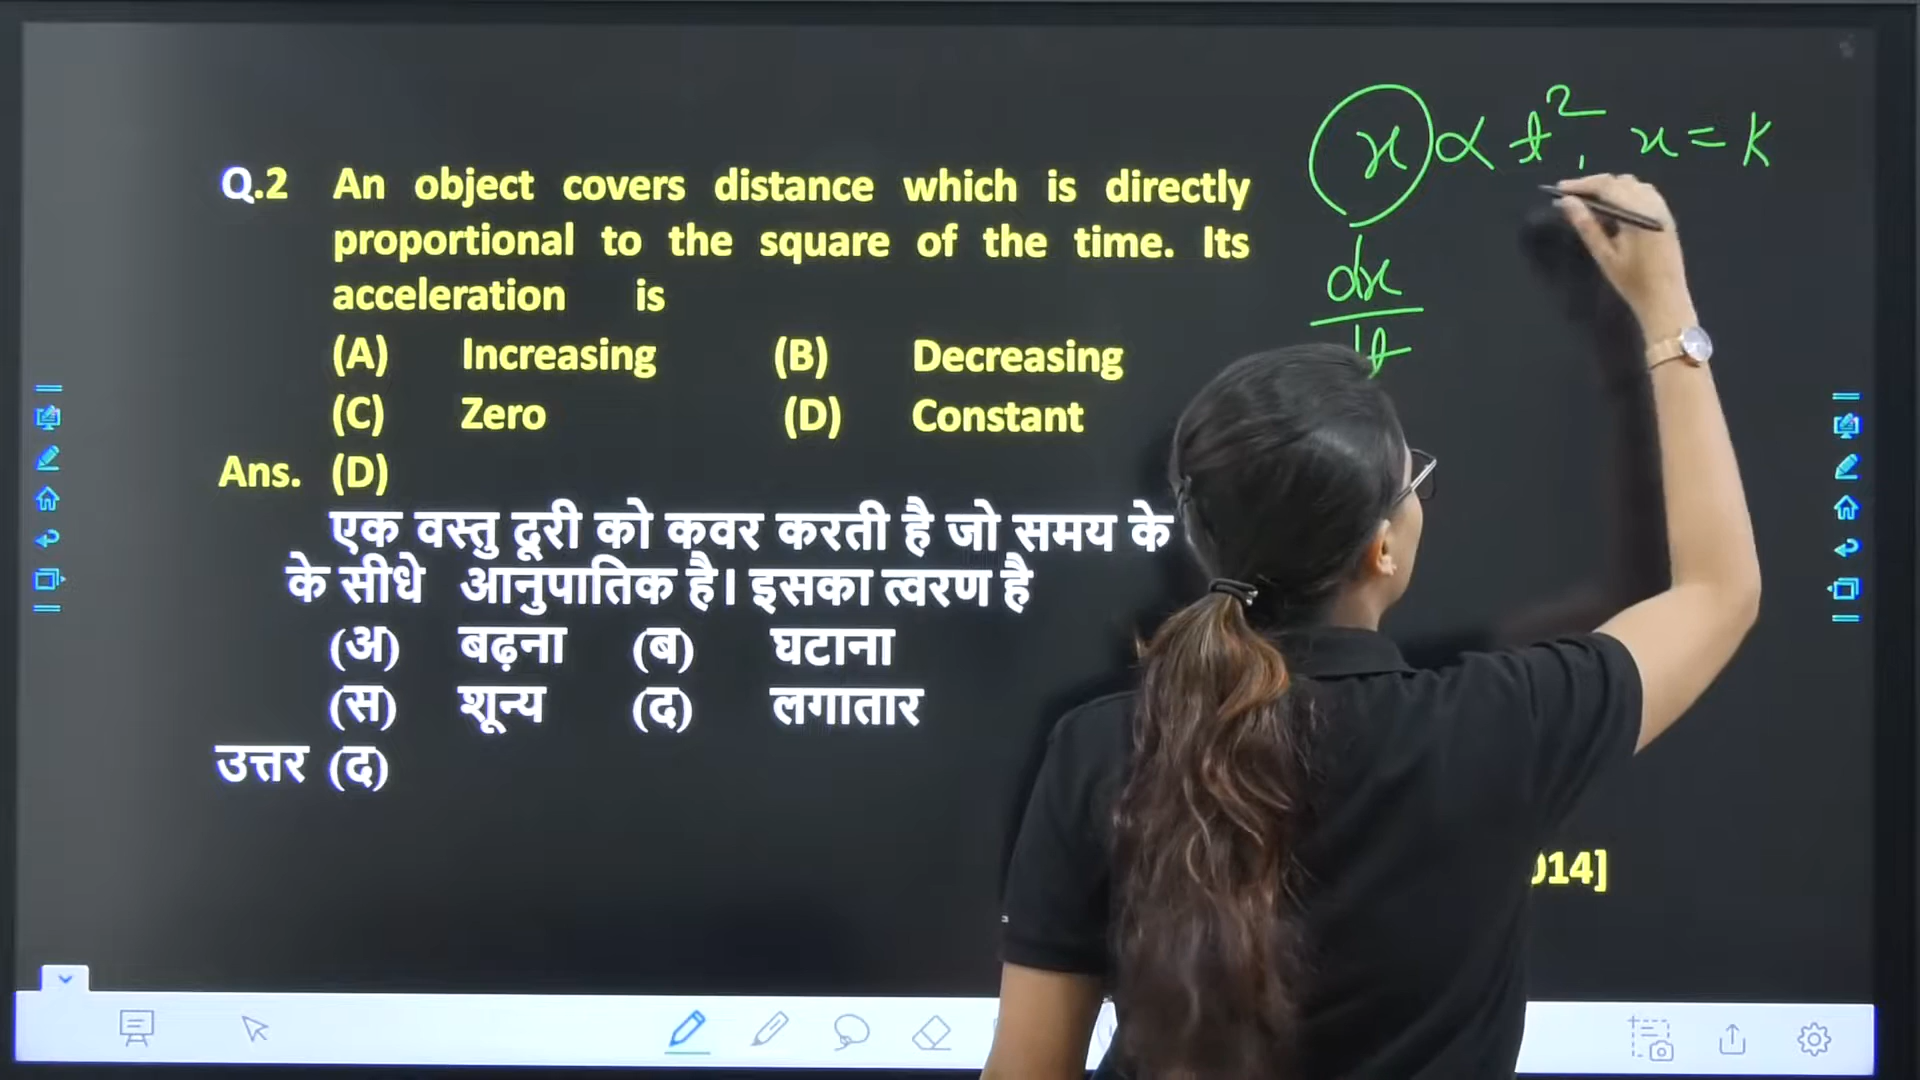 Q.2 An object covers distance which is directly
proportional to the square of the time. Its
acceleration is
(A) Increasing (B) Decreasing
(C) Zero (D) Constant
Ans. (D)
एक वस्तु दूरी को कवर करती है जो समय के
के सीधे आनुपातिक है। इसका त्वरण है
(अ) बढ़ना (ब) घटाना
(स) शून्य (द) लगातार
उत्तर (द)
x ∝ t², x = K
dx
dt
014]